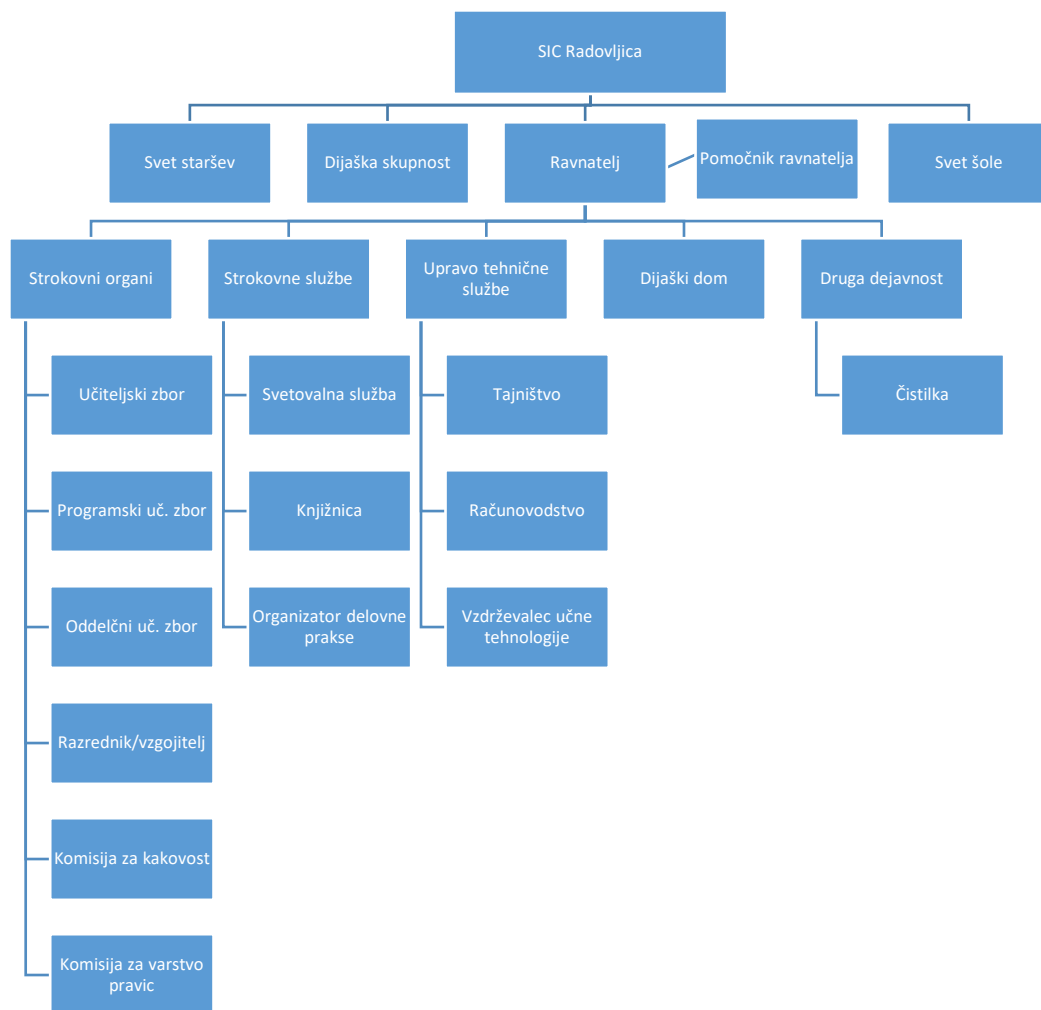 SIC Radovljica
Svet staršev
Dijaška skupnost
Ravnatelj
Pomočnik ravnatelja
Svet šole
Strokovni organi
Strokovne službe
Upravo tehnične
službe
Dijaški dom
Druga dejavnost
Učiteljski zbor
Svetovalna služba
Tajništvo
Čistilka
Programski uč. zbor
Knjižnica
Računovodstvo
Oddelčni uč. zbor
Organizator delovne
prakse
Vzdrževalec učne
tehnologije
Razrednik/vzgojitelj
Komisija za kakovost
Komisija za varstvo
pravic